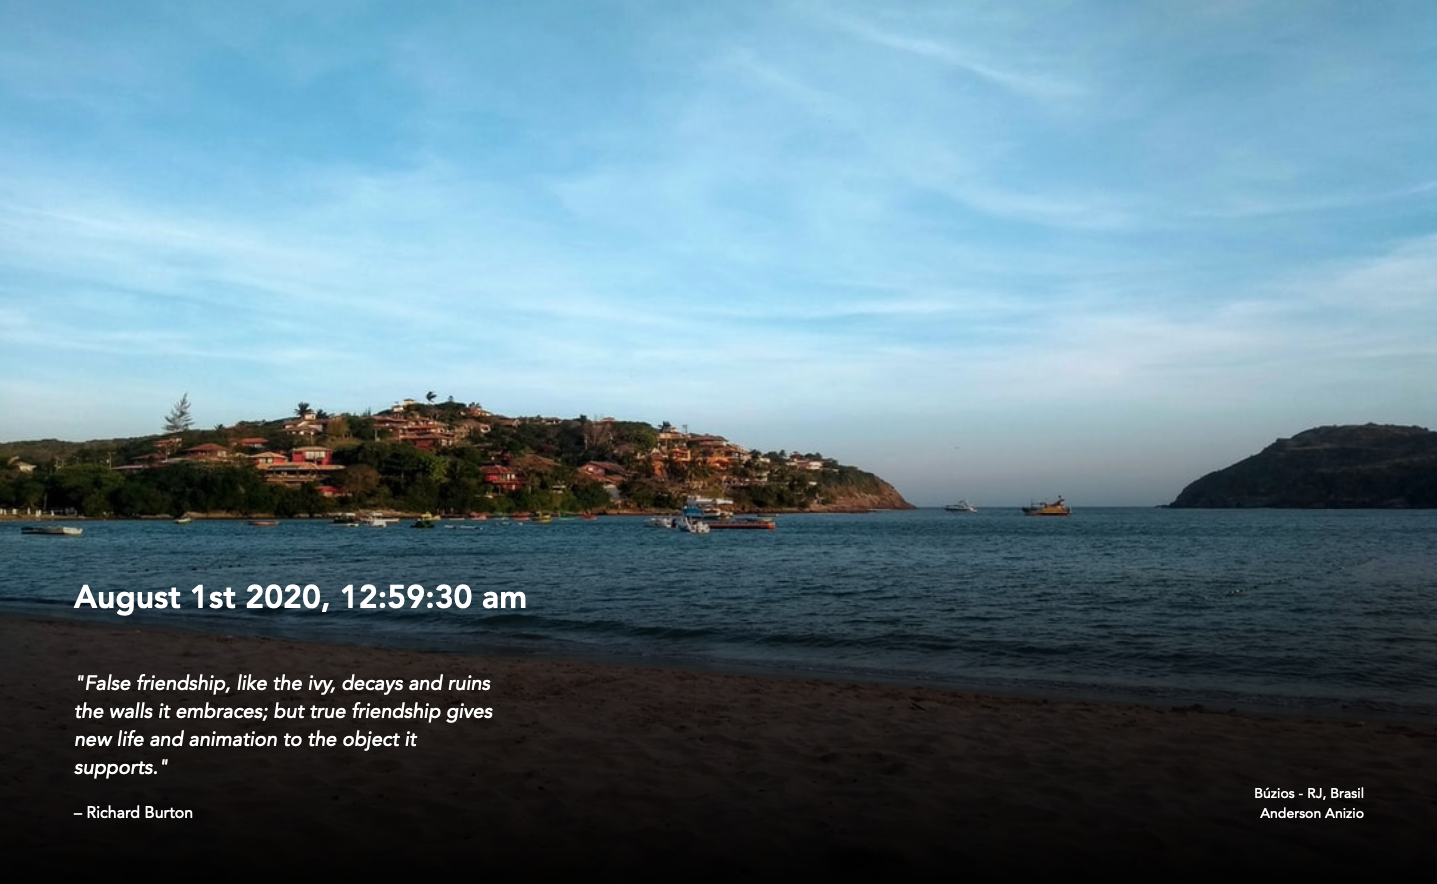 August 1st 2020, 12:59:30 am
"False friendship, like the ivy, decays and ruins
the walls it embraces; but true friendship gives
new life and animation to the object it
supports."
– Richard Burton
Búzios - RJ, Brasil
Anderson Anizio